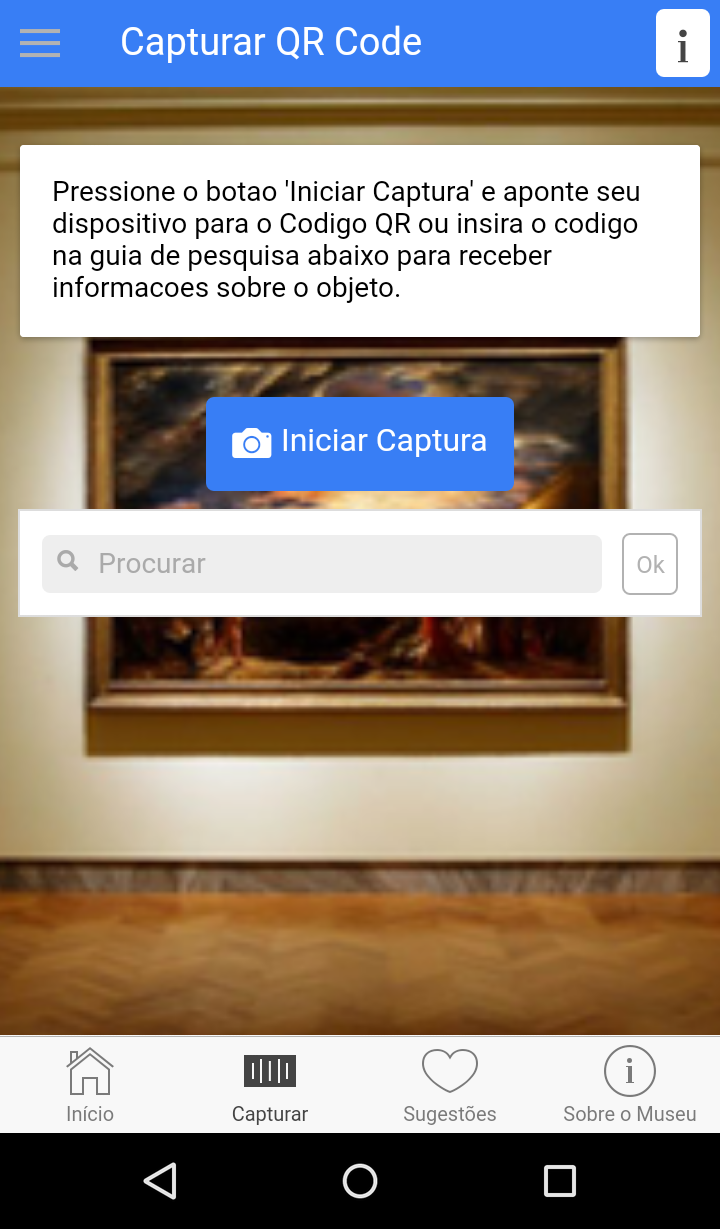 Capturar QR Code
Pressione o botao 'Iniciar Captura' e aponte seu
dispositivo para o Codigo QR ou insira o codigo
na guia de pesquisa abaixo para receber
informacoes sobre o objeto.
Iniciar Captura
Procurar
Ok
Início
Capturar
Sugestões
Sobre o Museu